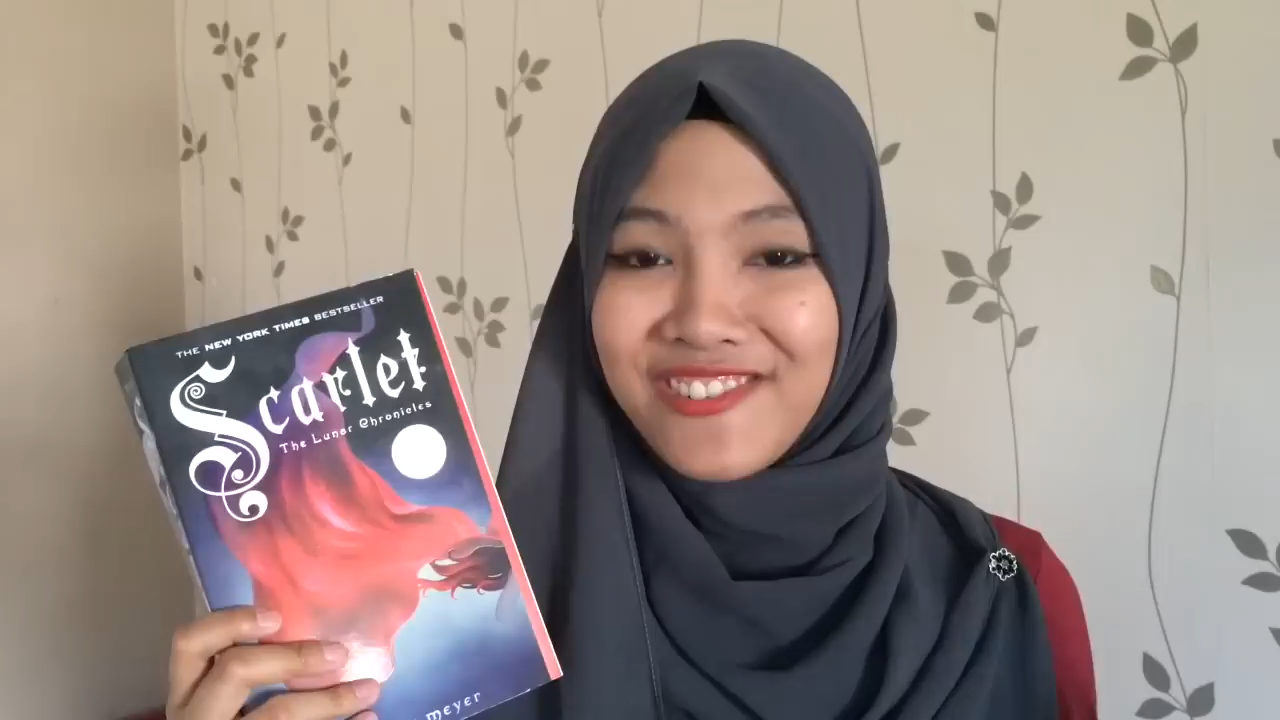 THE NEW YORK TIMES BESTSELLER
Scarlet
The Lunar Chronicles
MEYER